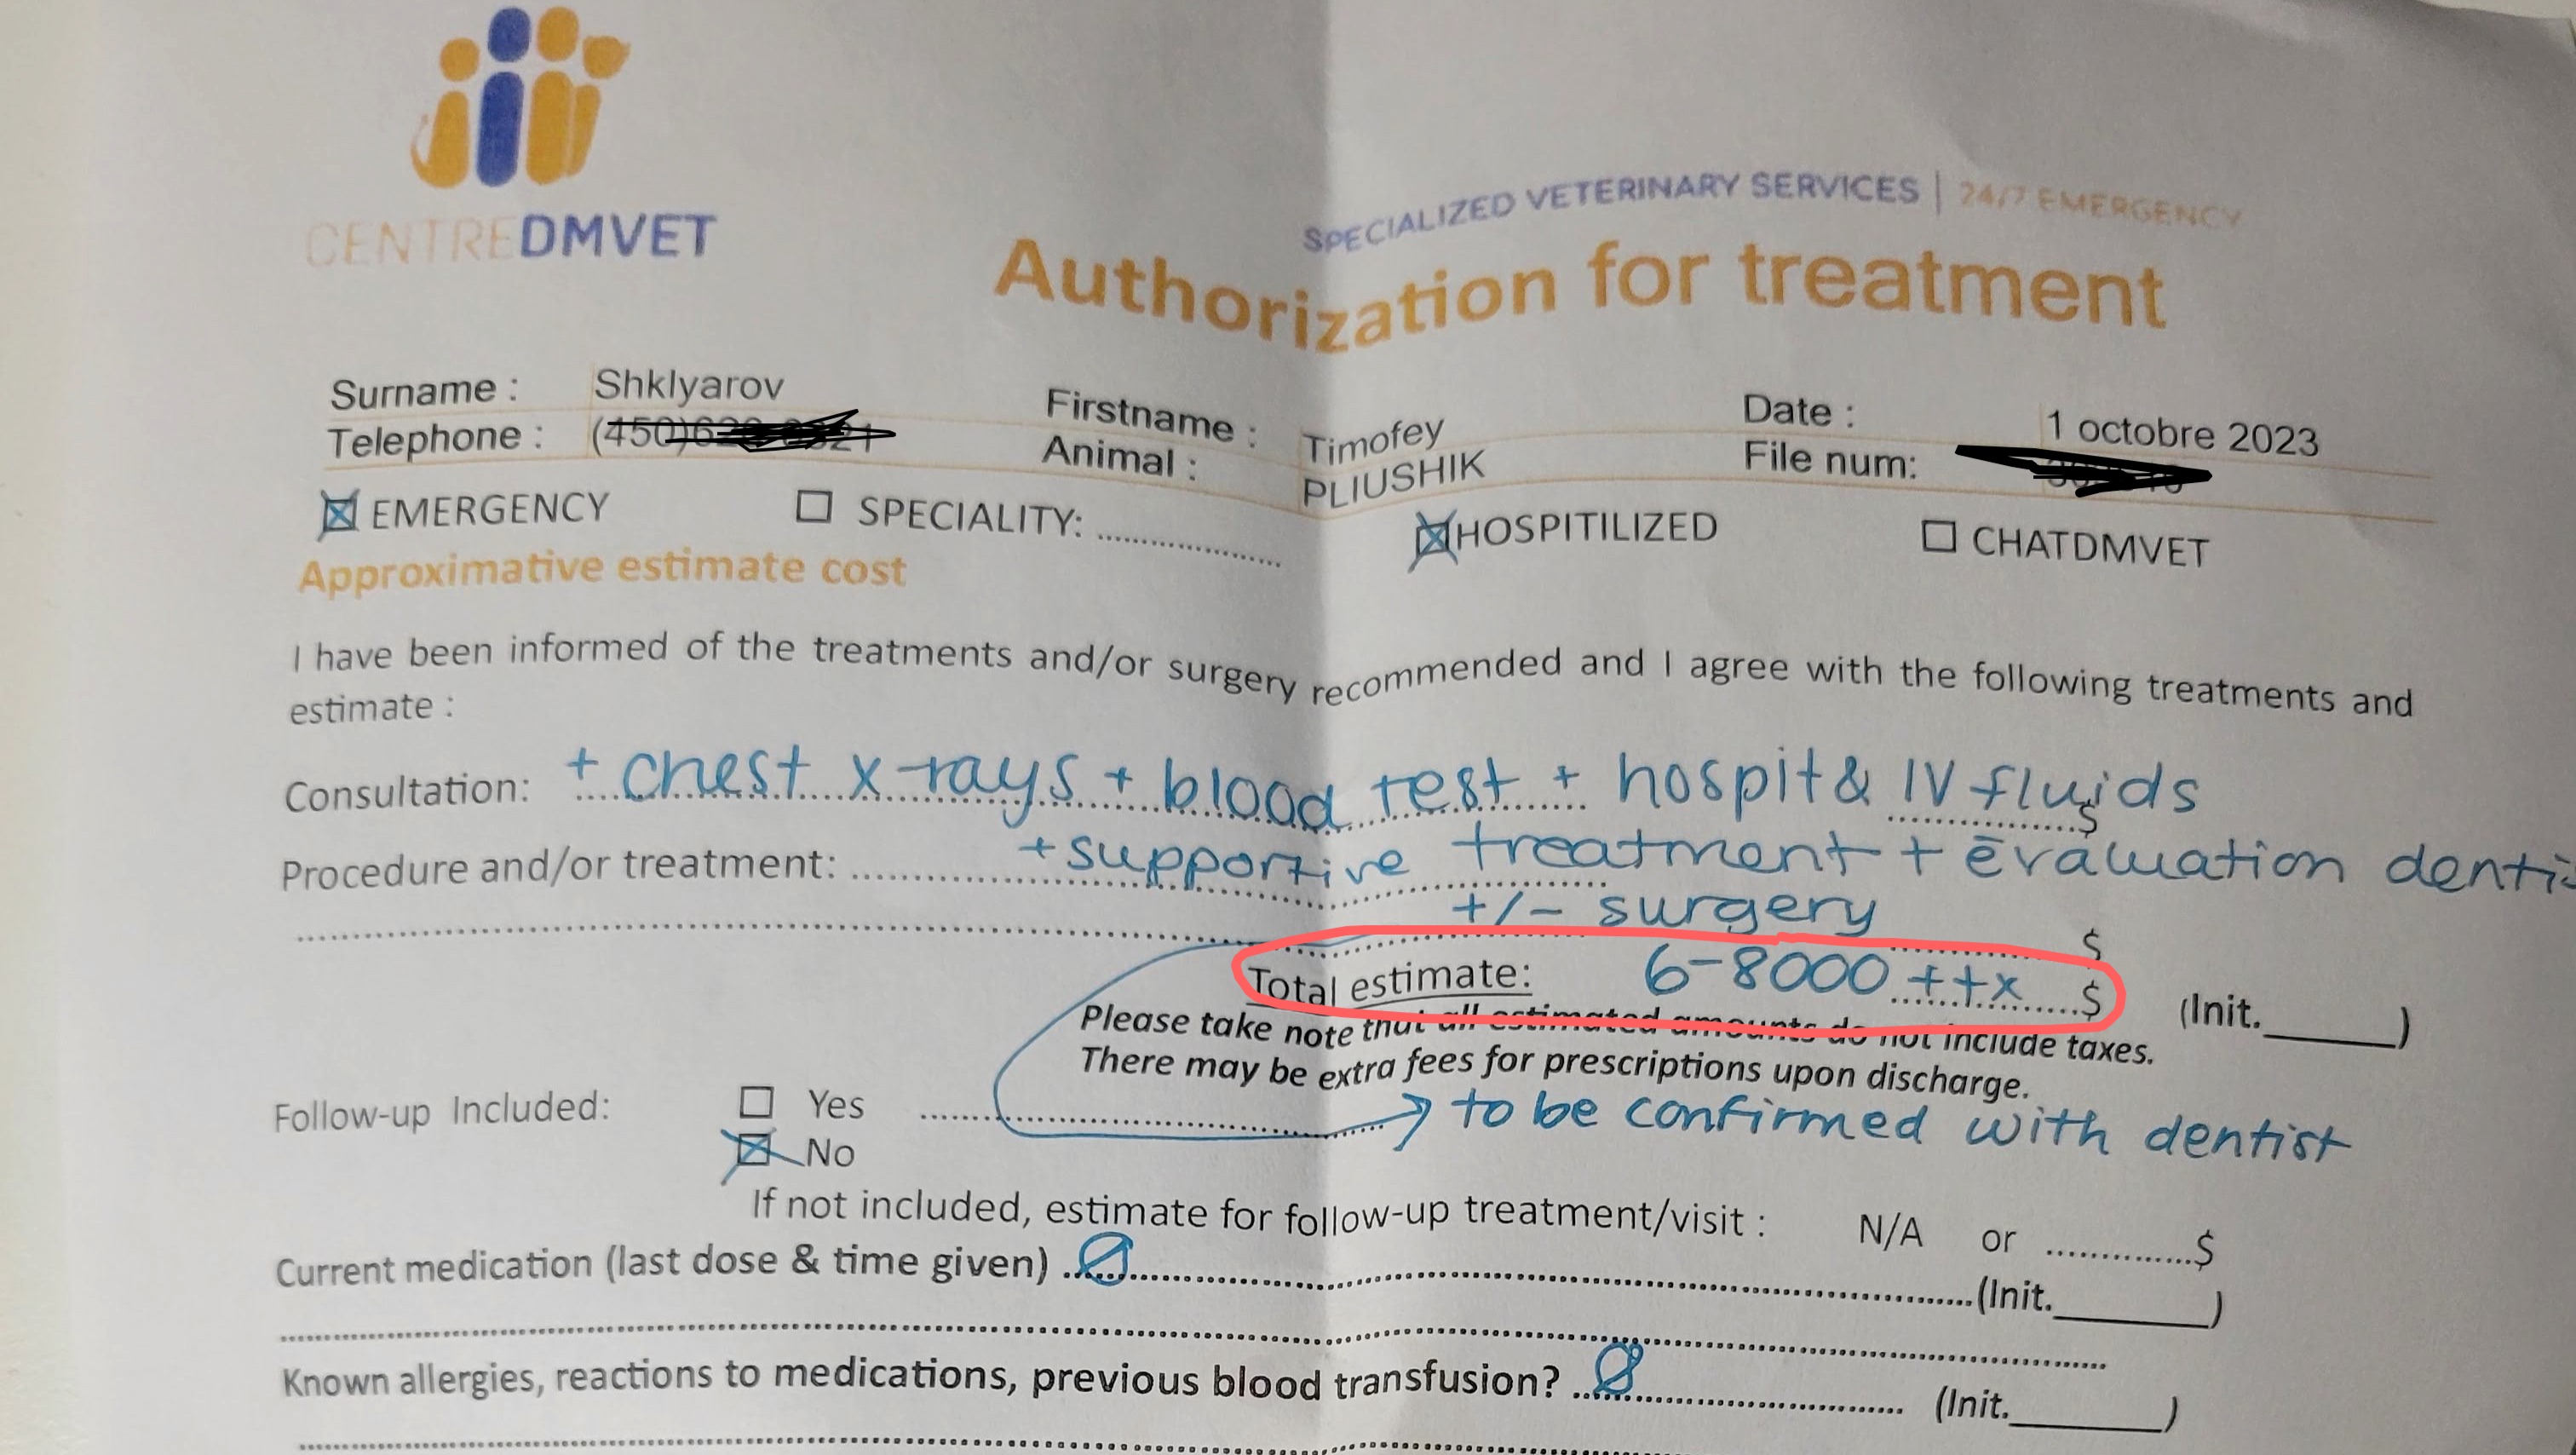 CENTREDMVET
SPECIALIZED VETERINARY SERVICES | 24/7 EMERGENCY
Authorization for treatment
Surname : Shklyarov Firstname : Timofey Date : 1 octobre 2023
Telephone : (450) Animal : PLIUSHIK File num:
EMERGENCY SPECIALITY: HOSPITILIZED CHATDMVET
Approximative estimate cost
I have been informed of the treatments and/or surgery recommended and I agree with the following treatments and
estimate :
Consultation: + chest x-rays + blood test + hospit & IV fluids $
Procedure and/or treatment: + supportive treatment + evaluation
+/- surgery $
Total estimate: 6-8000 ++x $ (Init.______)
Please take note that all estimated amounts do not include taxes.
There may be extra fees for prescriptions upon discharge.
Follow-up Included: Yes → to be confirmed with dentist
No
If not included, estimate for follow-up treatment/visit : N/A or ..............$
Current medication (last dose & time given) Ø (Init._______)
Known allergies, reactions to medications, previous blood transfusion? Ø (Init._______)